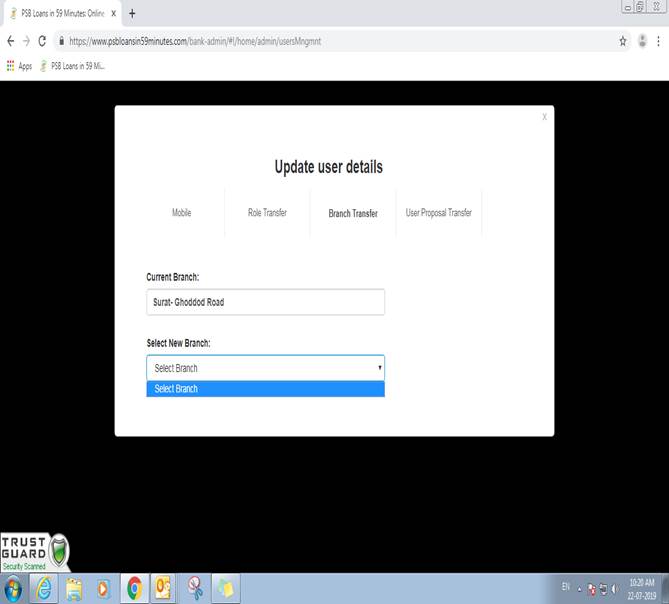 PSB Loans in 59 Minutes: Online
https://www.psbloansin59minutes.com/bank-admin/#!/home/admin/usersMngmnt
Apps PSB Loans in 59 Mi...
x
Update user details
Mobile Role Transfer Branch Transfer User Proposal Transfer
Current Branch:
Surat- Ghoddod Road
Select New Branch:
Select Branch
Select Branch
TRUST
GUARD
Security Scanned
EN
10:20 AM
22-07-2019